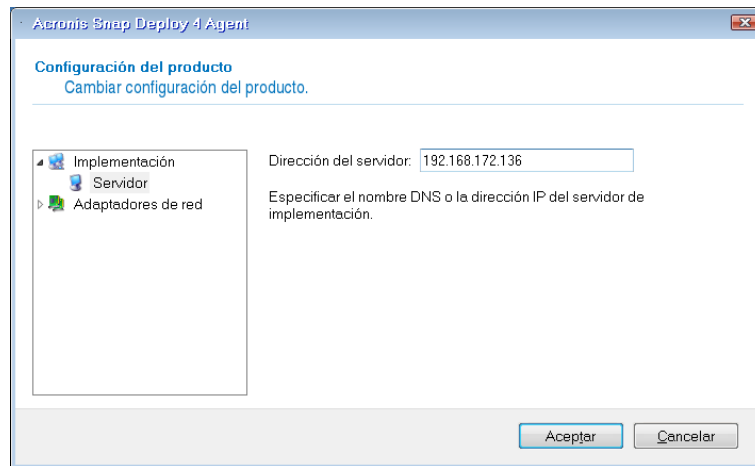 Acronis Snap Deploy 4 Agent
Configuración del producto
Cambiar configuración del producto.
Implementación
Servidor
Adaptadores de red
Dirección del servidor: 192.168.172.136
Especificar el nombre DNS o la dirección IP del servidor de
implementación.
Aceptar
Cancelar